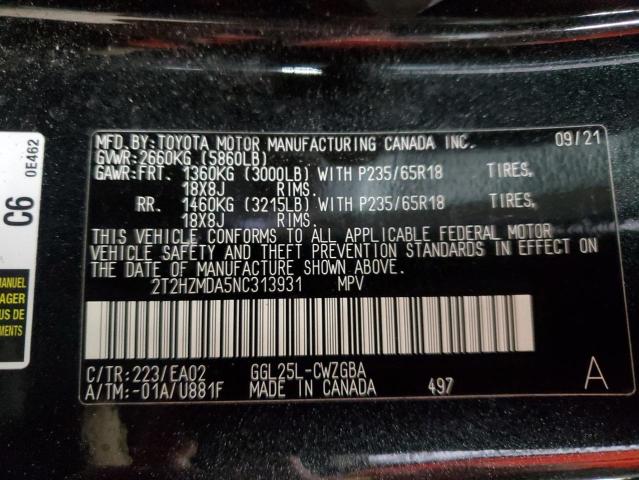 MFD.BY:TOYOTA MOTOR MANUFACTURING CANADA INC. 09/21
GVWR:2660KG (5860LB)
GAWR:FRT. 1360KG (3000LB) WITH P235/65R18 TIRES,
18X8J RIMS.
RR. 1460KG (3215LB) WITH P235/65R18 TIRES,
18X8J RIMS.
THIS VEHICLE CONFORMS TO ALL APPLICABLE FEDERAL MOTOR
VEHICLE SAFETY AND THEFT PREVENTION STANDARDS IN EFFECT ON
THE DATE OF MANUFACTURE SHOWN ABOVE.
2T2HZMDA5NC313931 MPV
C/TR:223/EA02 GGL25L-CWZGBA
A/TM:-01A/U881F MADE IN CANADA 497 A
C6
0E462
MANUEL
AGER
US DE
EMENTS